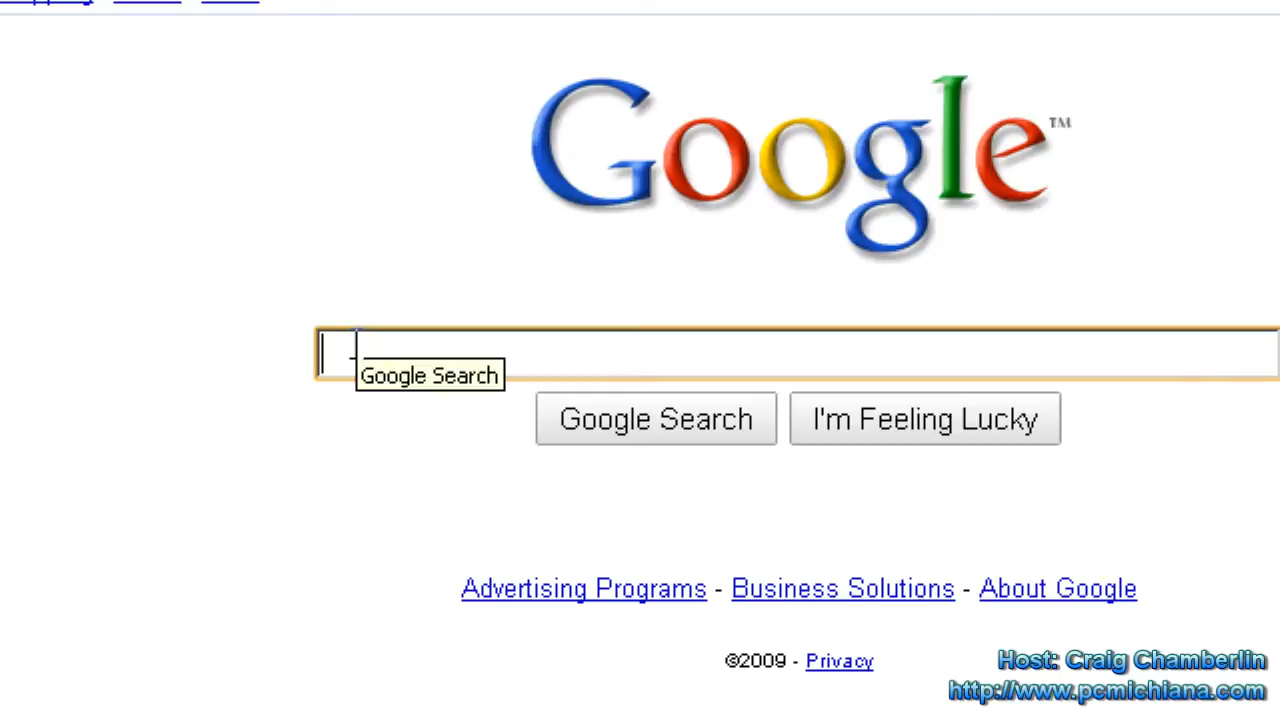 Google™
Google Search
Google Search I'm Feeling Lucky
Advertising Programs - Business Solutions - About Google
©2009 - Privacy
Host: Craig Chamberlin
http://www.pcmichiana.com